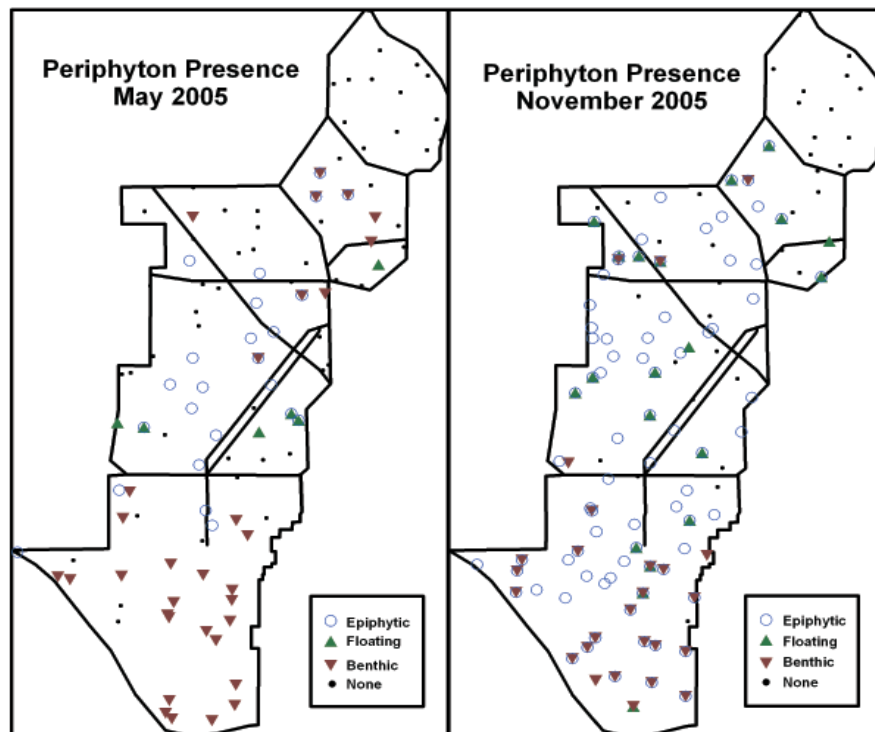 Periphyton Presence
May 2005
Epiphytic
Floating
Benthic
None
Periphyton Presence
November 2005
Epiphytic
Floating
Benthic
None